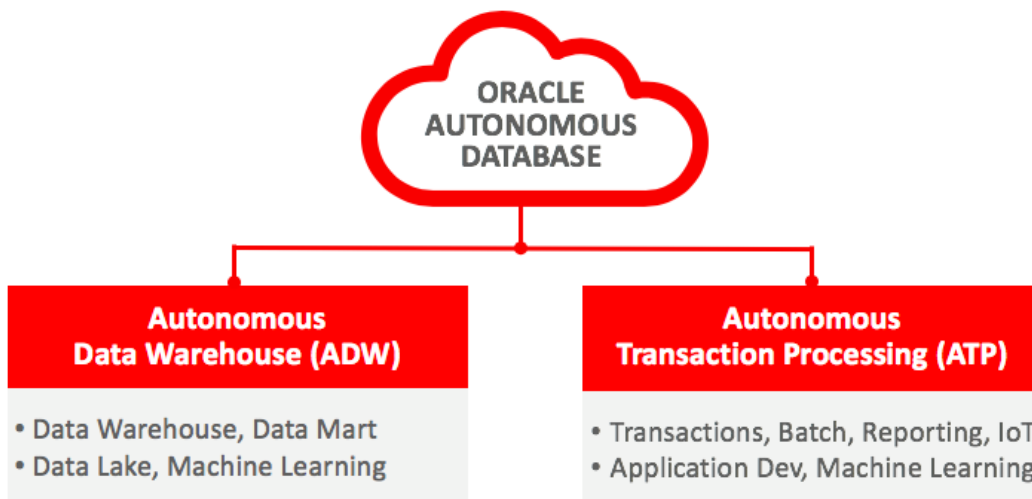 ORACLE
AUTONOMOUS
DATABASE
Autonomous
Data Warehouse (ADW)
• Data Warehouse, Data Mart
• Data Lake, Machine Learning
Autonomous
Transaction Processing (ATP)
• Transactions, Batch, Reporting, IoT
• Application Dev, Machine Learning